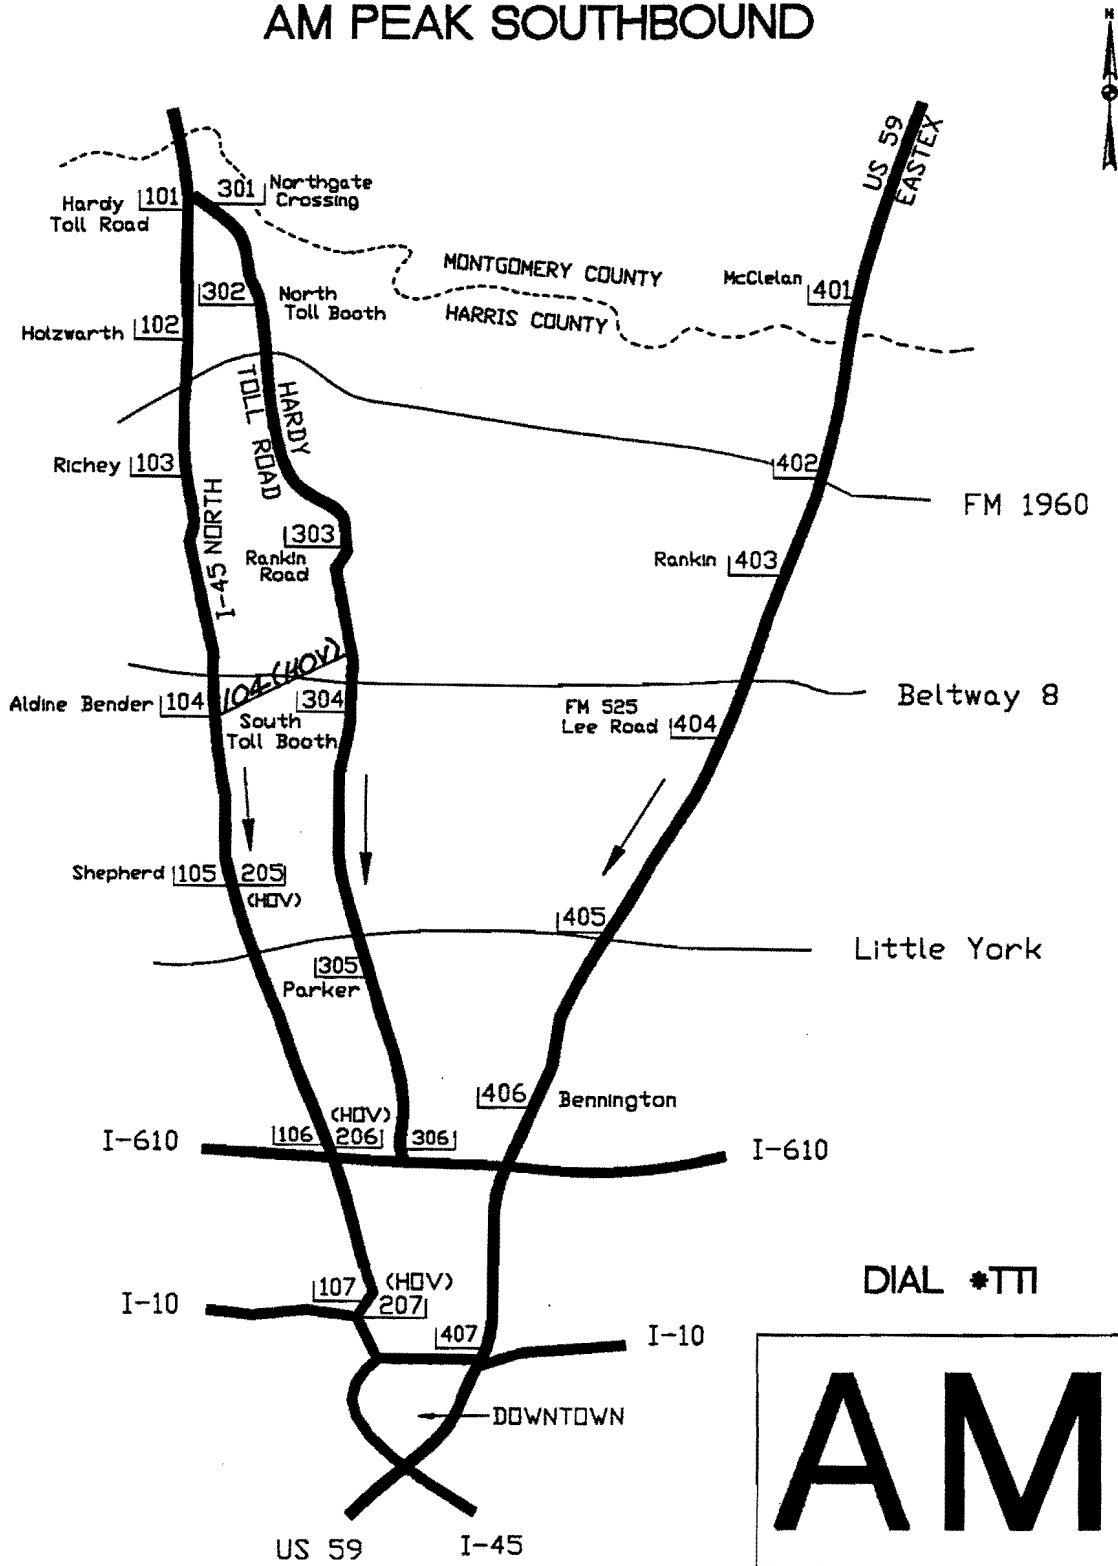 AM PEAK SOUTHBOUND
N
US 59
EASTEX
301
Northgate
Crossing
101
Hardy
Toll Road
MONTGOMERY COUNTY
McClelan
401
302
North
Toll Booth
HARRIS COUNTY
Holzwarth
102
HARDY
TOLL ROAD
Richey
103
402
FM 1960
I-45 NORTH
303
Rankin
Road
Rankin
403
104 (HOV)
Aldine Bender
104
304
South
Toll Booth
FM 525
Lee Road
404
Beltway 8
Shepherd
105
205
(HOV)
405
Little York
305
Parker
406
Bennington
(HOV)
I-610
106
206
306
I-610
107
(HOV)
207
I-10
407
I-10
DIAL *TTI
DOWNTOWN
AM
US 59
I-45